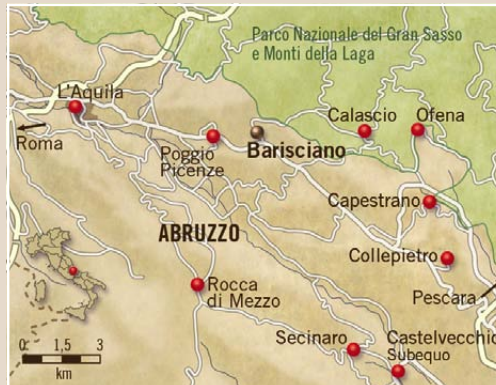 Parco Nazionale del Gran Sasso
e Monti della Laga
L'Aquila
Calascio
Ofena
Roma
Poggio
Picenze
Barisciano
Capestrano
ABRUZZO
Collepietro
Rocca
di Mezzo
Pescara
Secinaro
Castelvecchio
Subequo
0 1,5 3
km